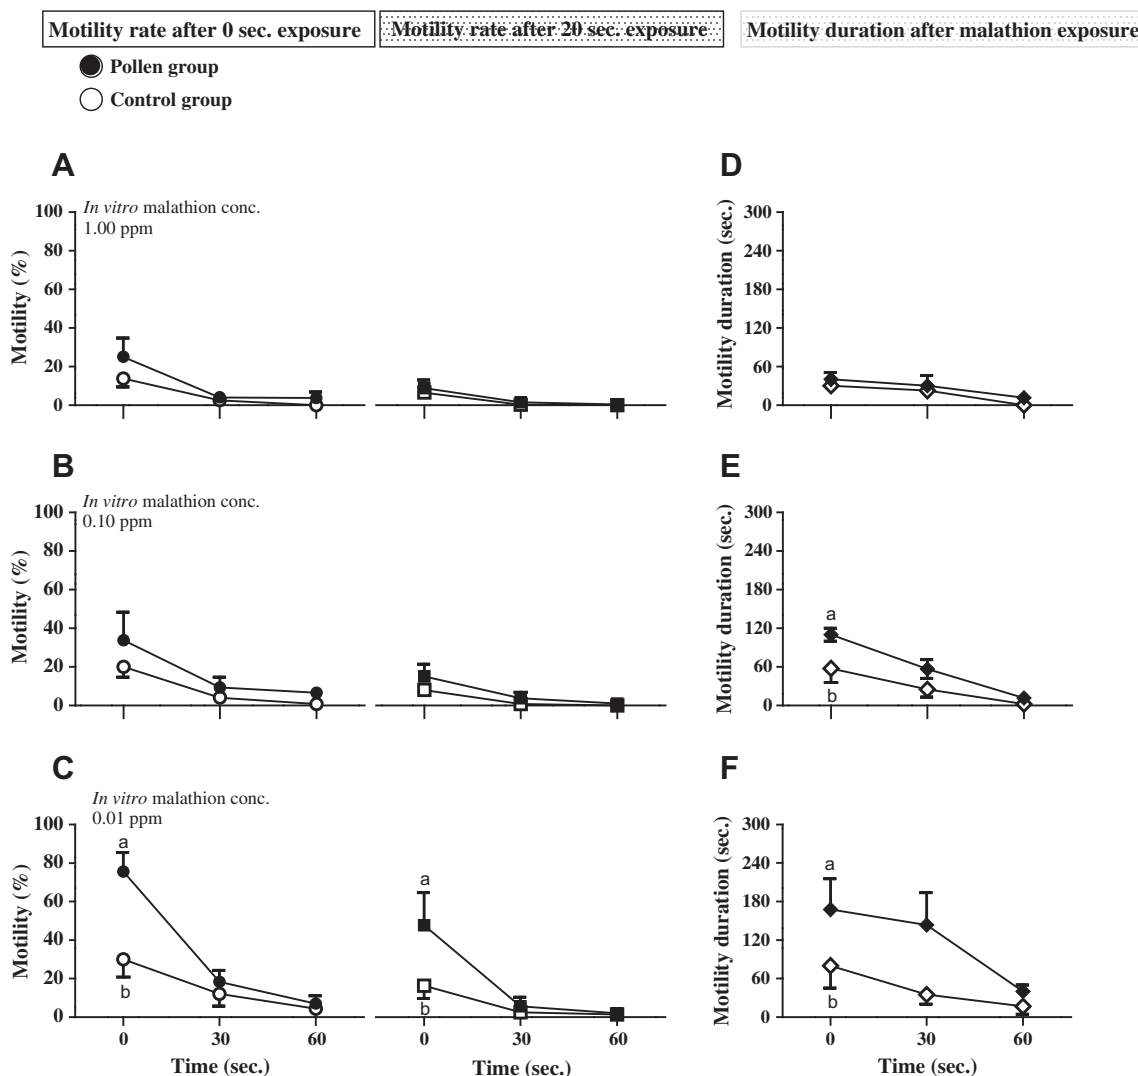 Motility rate after 0 sec. exposure
Motility rate after 20 sec. exposure
Motility duration after malathion exposure
Pollen group
Control group
A
In vitro malathion conc.
1.00 ppm
Motility (%)
100
80
60
40
20
0
D
Motility duration (sec.)
300
240
180
120
60
0
B
In vitro malathion conc.
0.10 ppm
Motility (%)
100
80
60
40
20
0
E
Motility duration (sec.)
300
240
180
120
60
0
a
b
C
In vitro malathion conc.
0.01 ppm
Motility (%)
100
80
60
40
20
0
a
b
0 30 60
Time (sec.)
a
b
0 30 60
Time (sec.)
F
Motility duration (sec.)
300
240
180
120
60
0
a
b
0 30 60
Time (sec.)